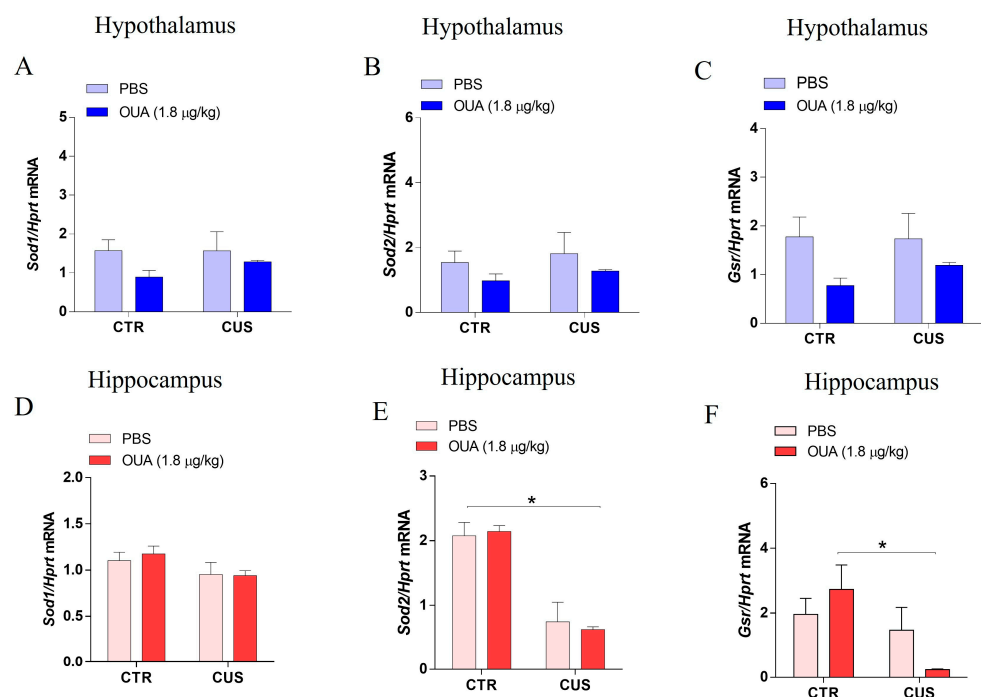 Hypothalamus
A
PBS
OUA (1.8 µg/kg)
Sod1/Hprt mRNA
5
4
3
2
1
0
CTR
CUS
Hypothalamus
B
PBS
OUA (1.8 µg/kg)
Sod2/Hprt mRNA
6
4
2
0
CTR
CUS
Hypothalamus
C
PBS
OUA (1.8 µg/kg)
Gsr/Hprt mRNA
4
3
2
1
0
CTR
CUS
Hippocampus
D
PBS
OUA (1.8 µg/kg)
Sod1/Hprt mRNA
2.0
1.5
1.0
0.5
0.0
CTR
CUS
Hippocampus
E
PBS
OUA (1.8 µg/kg)
Sod2/Hprt mRNA
3
2
1
0
*
CTR
CUS
Hippocampus
F
PBS
OUA (1.8 µg/kg)
Gsr/Hprt mRNA
6
4
2
0
*
CTR
CUS